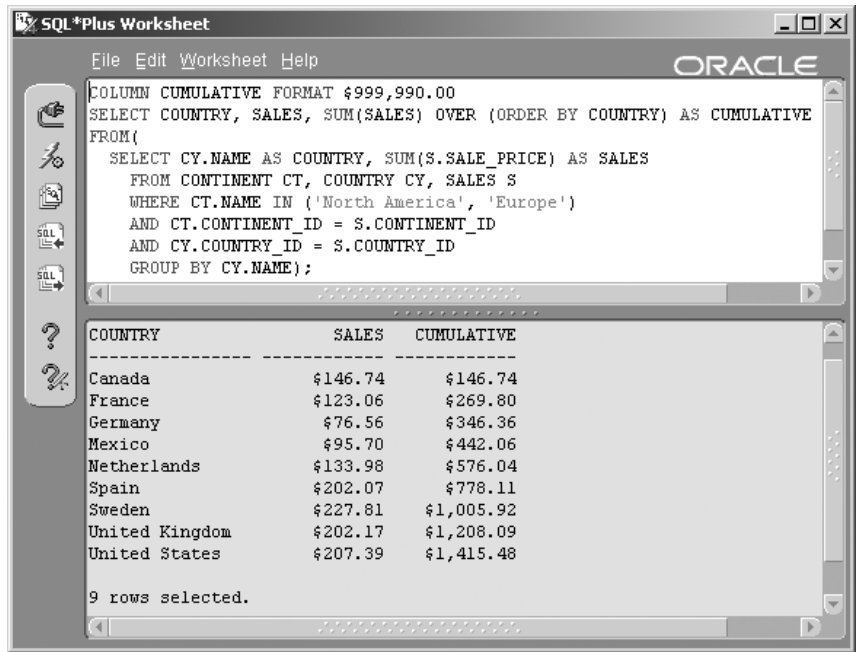 SQL*Plus Worksheet
File Edit Worksheet Help
ORACLE
COLUMN CUMULATIVE FORMAT $999,990.00
SELECT COUNTRY, SALES, SUM(SALES) OVER (ORDER BY COUNTRY) AS CUMULATIVE
FROM(
SELECT CY.NAME AS COUNTRY, SUM(S.SALE_PRICE) AS SALES
FROM CONTINENT CT, COUNTRY CY, SALES S
WHERE CT.NAME IN ('North America', 'Europe')
AND CT.CONTINENT_ID = S.CONTINENT_ID
AND CY.COUNTRY_ID = S.COUNTRY_ID
GROUP BY CY.NAME);
SQL
SQL
COUNTRY SALES CUMULATIVE
---------------- ------------ ------------
Canada $146.74 $146.74
France $123.06 $269.80
Germany $76.56 $346.36
Mexico $95.70 $442.06
Netherlands $133.98 $576.04
Spain $202.07 $778.11
Sweden $227.81 $1,005.92
United Kingdom $202.17 $1,208.09
United States $207.39 $1,415.48
9 rows selected.